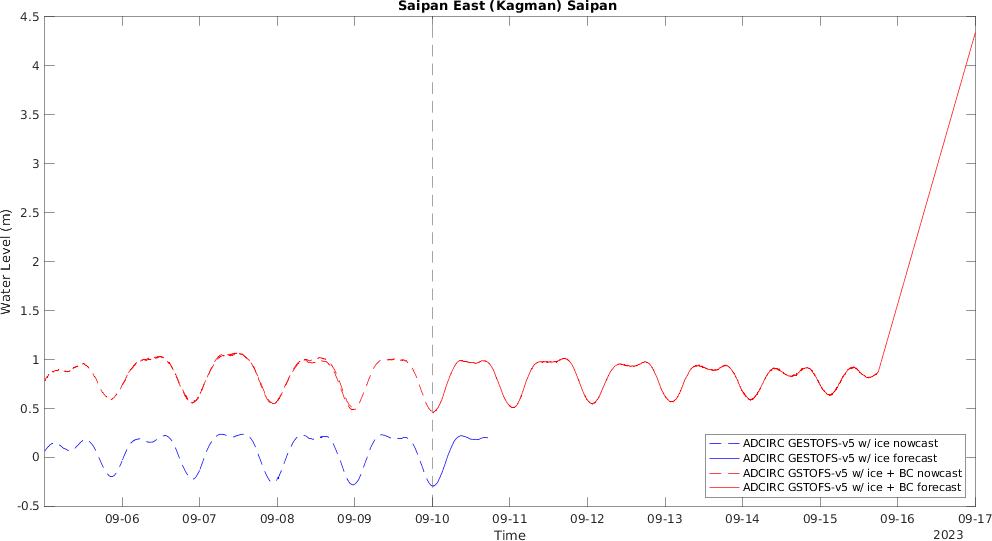 Saipan East (Kagman) Saipan
4.5
4
3.5
3
2.5
2
1.5
1
0.5
0
-0.5
Water Level (m)
ADCIRC GESTOFS-v5 w/ ice nowcast
ADCIRC GESTOFS-v5 w/ ice forecast
ADCIRC GSTOFS-v5 w/ ice + BC nowcast
ADCIRC GSTOFS-v5 w/ ice + BC forecast
09-06 09-07 09-08 09-09 09-10 09-11 09-12 09-13 09-14 09-15 09-16 09-17
Time 2023